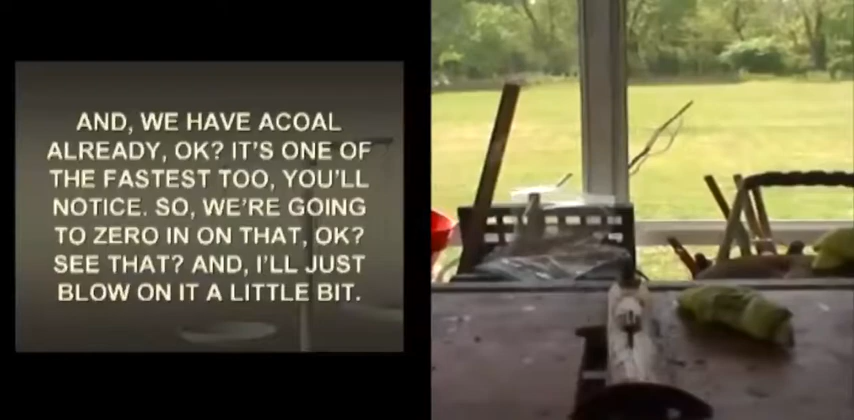 AND, WE HAVE ACOAL
ALREADY, OK? IT'S ONE OF
THE FASTEST TOO, YOU'LL
NOTICE. SO, WE'RE GOING
TO ZERO IN ON THAT, OK?
SEE THAT? AND, I'LL JUST
BLOW ON IT A LITTLE BIT.